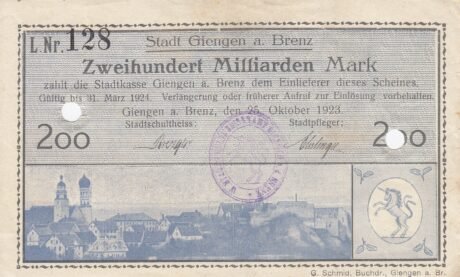 L. Nr. 128
Stadt Giengen a. Brenz
Zweihundert Milliarden Mark
zahlt die Stadtkasse Giengen a. Brenz dem Einlieferer dieses Scheines.
Gültig bis 31. März 1924. Verlängerung oder früherer Aufruf zur Einlösung vorbehalten.
Giengen a. Brenz, den 25. Oktober 1923.
Stadtschultheiss: Stadtpfleger:
200 200
G. Schmid, Buchdr., Giengen a. Br.